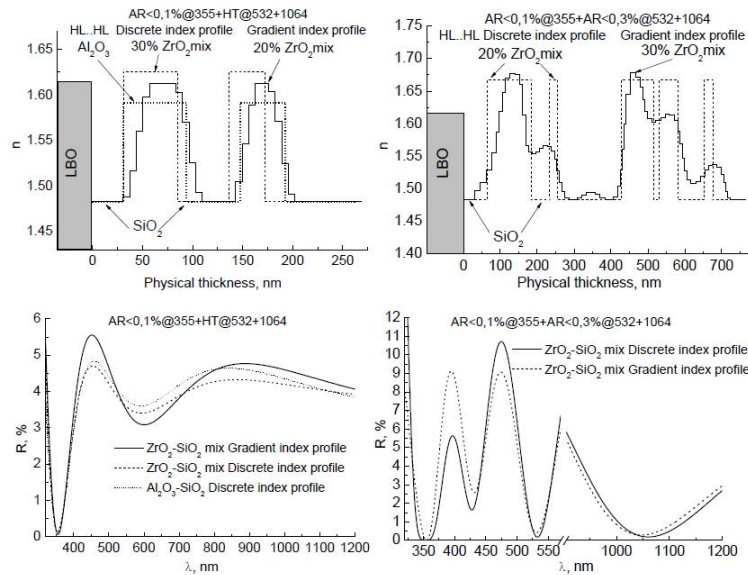 AR<0,1%@355+HT@532+1064
HL..HL Discrete index profile
Al2O3 30% ZrO2mix
Gradient index profile
20% ZrO2mix
1.65
1.60
1.55
1.50
1.45
n
LBO
SiO2
0 50 100 150 200 250
Physical thickness, nm
AR<0,1%@355+AR<0,3%@532+1064
HL..HL Discrete index profile
20% ZrO2mix
Gradient index profile
30% ZrO2mix
1.75
1.70
1.65
1.60
1.55
1.50
1.45
1.40
n
LBO
SiO2
0 100 200 300 400 500 600 700
Physical thickness, nm
AR<0,1%@355+HT@532+1064
6
5
4
3
2
1
0
R, %
ZrO2-SiO2 mix Gradient index profile
ZrO2-SiO2 mix Discrete index profile
Al2O3-SiO2 Discrete index profile
400 500 600 700 800 900 1000 1100 1200
λ, nm
AR<0,1%@355+AR<0,3%@532+1064
12
11
10
9
8
7
6
5
4
3
2
1
0
R, %
ZrO2-SiO2 mix Discrete index profile
ZrO2-SiO2 mix Gradient index profile
350 400 450 500 550 1000 1100 1200
λ, nm